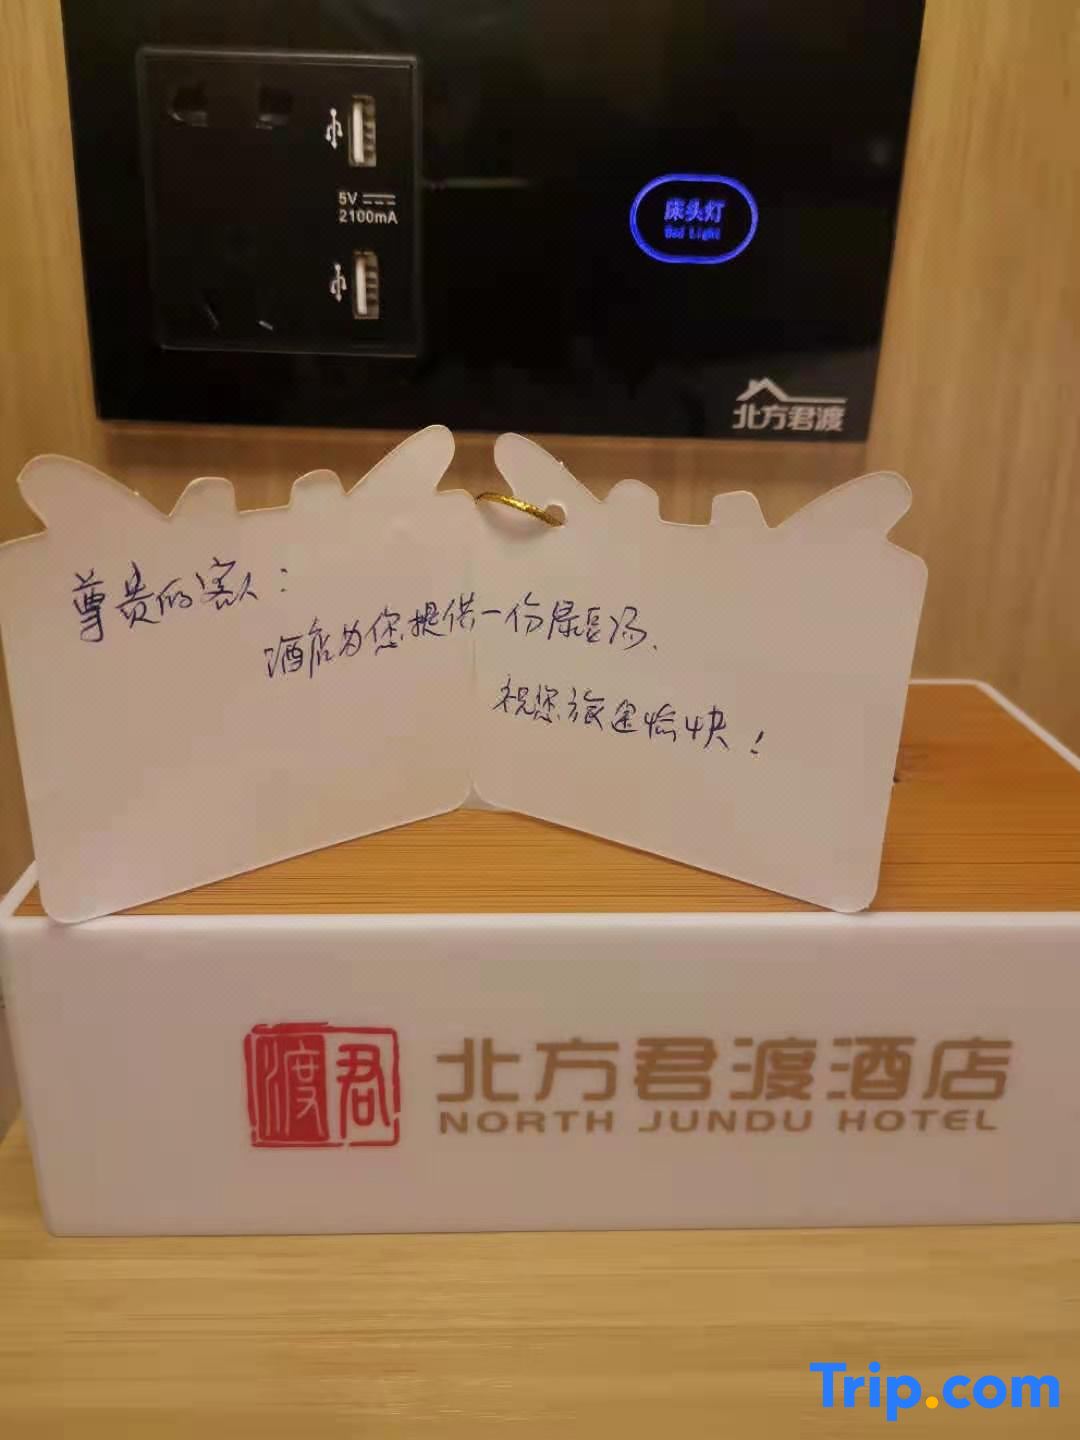 5V
2100mA
床头灯
Bed Light
北方君渡
尊贵的客人：
酒店为您提供一份绿豆汤、
祝您旅途愉快！
渡君
北方君渡酒店
NORTH JUNDU HOTEL
Trip.com